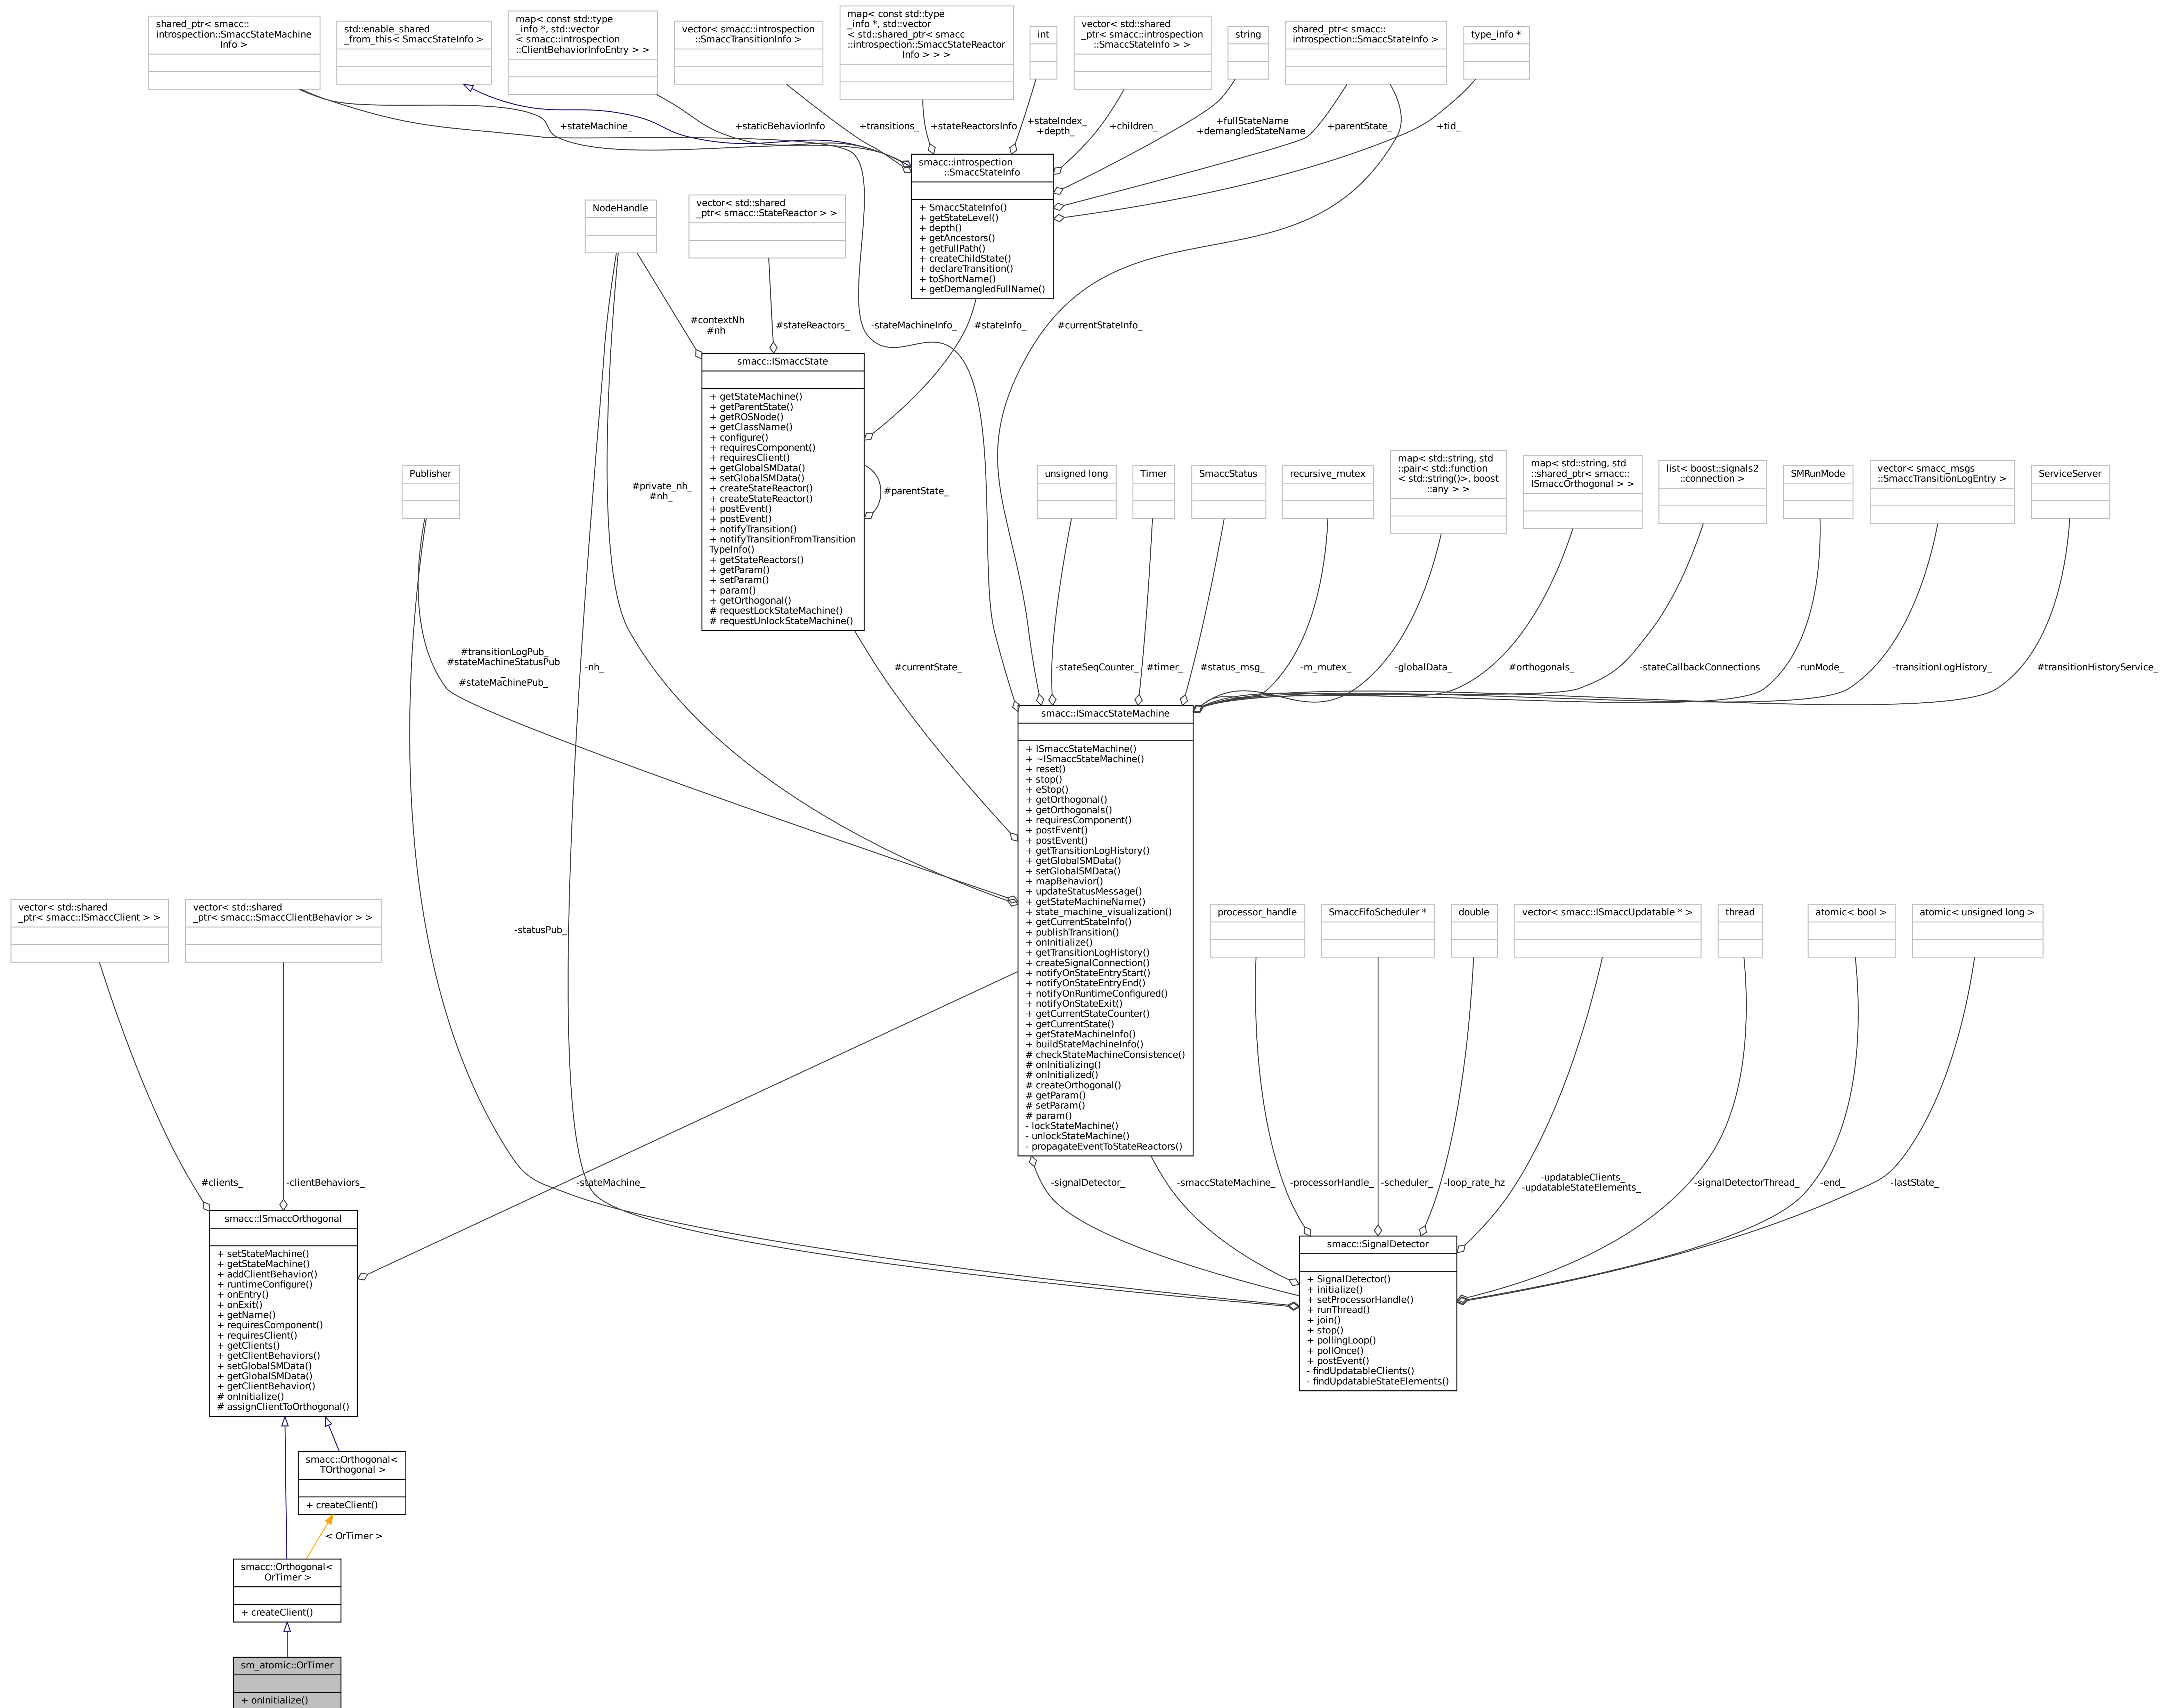 shared_ptr< smacc::
introspection::SmaccStateMachine
Info >
std::enable_shared
_from_this< SmaccStateInfo >
map< const std::type
_info *, std::vector
< smacc::introspection
::ClientBehaviorInfoEntry > >
vector< smacc::introspection
::SmaccTransitionInfo >
map< const std::type
_info *, std::vector
< std::shared_ptr< smacc
::introspection::SmaccStateReactor
Info > > >
int
vector< std::shared
_ptr< smacc::introspection
::SmaccStateInfo > >
string
shared_ptr< smacc::
introspection::SmaccStateInfo >
type_info *
+stateMachine_
+staticBehaviorInfo
+transitions_
+stateReactorsInfo
+stateIndex_
+depth_
+children_
+fullStateName
+demangledStateName
+parentState_
+tid_
smacc::introspection
::SmaccStateInfo
+ SmaccStateInfo()
+ getStateLevel()
+ depth()
+ getAncestors()
+ getFullPath()
+ createChildState()
+ declareTransition()
+ toShortName()
+ getDemangledFullName()
NodeHandle
vector< std::shared
_ptr< smacc::StateReactor > >
#contextNh
#nh
#stateReactors_
-stateMachineInfo_
#stateInfo_
#currentStateInfo_
smacc::ISmaccState
+ getStateMachine()
+ getParentState()
+ getROSNode()
+ getClassName()
+ configure()
+ requiresComponent()
+ requiresClient()
+ getGlobalSMData()
+ setGlobalSMData()
+ createStateReactor()
+ createStateReactor()
+ postEvent()
+ postEvent()
+ notifyTransition()
+ notifyTransitionFromTransition
TypeInfo()
+ getStateReactors()
+ getParam()
+ setParam()
+ param()
+ getOrthogonal()
# requestLockStateMachine()
# requestUnlockStateMachine()
#parentState_
#private_nh_
#nh_
Publisher
unsigned long
Timer
SmaccStatus
recursive_mutex
map< std::string, std
::pair< std::function
< std::string()>, boost
::any > >
map< std::string, std
::shared_ptr< smacc::
ISmaccOrthogonal > >
list< boost::signals2
::connection >
SMRunMode
vector< smacc_msgs
::SmaccTransitionLogEntry >
ServiceServer
#transitionLogPub_
#stateMachineStatusPub
_
#stateMachinePub_
-nh_
#currentState_
-stateSeqCounter_
#timer_
#status_msg_
-m_mutex_
-globalData_
#orthogonals_
-stateCallbackConnections
-runMode_
-transitionLogHistory_
#transitionHistoryService_
smacc::ISmaccStateMachine
+ ISmaccStateMachine()
+ ~ISmaccStateMachine()
+ reset()
+ stop()
+ eStop()
+ getOrthogonal()
+ getOrthogonals()
+ requiresComponent()
+ postEvent()
+ postEvent()
+ getTransitionLogHistory()
+ getGlobalSMData()
+ setGlobalSMData()
+ mapBehavior()
+ updateStatusMessage()
+ getStateMachineName()
+ state_machine_visualization()
+ getCurrentStateInfo()
+ publishTransition()
+ onInitialize()
+ getTransitionLogHistory()
+ createSignalConnection()
+ notifyOnStateEntryStart()
+ notifyOnStateEntryEnd()
+ notifyOnRuntimeConfigured()
+ notifyOnStateExit()
+ getCurrentStateCounter()
+ getCurrentState()
+ getStateMachineInfo()
+ buildStateMachineInfo()
# checkStateMachineConsistence()
# onInitializing()
# onInitialized()
# createOrthogonal()
# getParam()
# setParam()
# param()
- lockStateMachine()
- unlockStateMachine()
- propagateEventToStateReactors()
vector< std::shared
_ptr< smacc::ISmaccClient > >
vector< std::shared
_ptr< smacc::SmaccClientBehavior > >
-statusPub_
processor_handle
SmaccFifoScheduler *
double
vector< smacc::ISmaccUpdatable * >
thread
atomic< bool >
atomic< unsigned long >
#clients_
-clientBehaviors_
-stateMachine_
-signalDetector_
-smaccStateMachine_
-processorHandle_
-scheduler_
-loop_rate_hz
-updatableClients_
-updatableStateElements_
-signalDetectorThread_
-end_
-lastState_
smacc::ISmaccOrthogonal
+ setStateMachine()
+ getStateMachine()
+ addClientBehavior()
+ runtimeConfigure()
+ onEntry()
+ onExit()
+ getName()
+ requiresComponent()
+ requiresClient()
+ getClients()
+ getClientBehaviors()
+ setGlobalSMData()
+ getGlobalSMData()
+ getClientBehavior()
# onInitialize()
# assignClientToOrthogonal()
smacc::SignalDetector
+ SignalDetector()
+ initialize()
+ setProcessorHandle()
+ runThread()
+ join()
+ stop()
+ pollingLoop()
+ pollOnce()
+ postEvent()
- findUpdatableClients()
- findUpdatableStateElements()
smacc::Orthogonal<
TOrthogonal >
+ createClient()
< OrTimer >
smacc::Orthogonal<
OrTimer >
+ createClient()
sm_atomic::OrTimer
+ onInitialize()